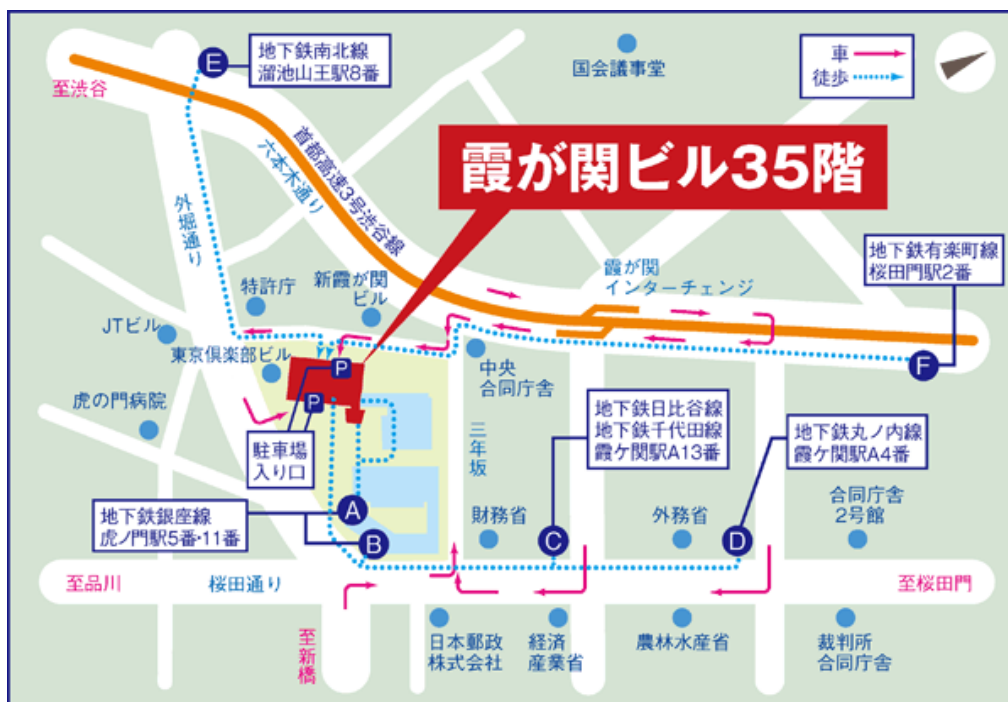 E
地下鉄南北線
溜池山王駅8番
国会議事堂
車
徒歩
至渋谷
首都高速3号渋谷線
六本木通り
霞が関ビル35階
外堀通り
地下鉄有楽町線
桜田門駅2番
霞が関
インターチェンジ
特許庁
新霞が関
ビル
JTビル
東京倶楽部ビル
P
中央
合同庁舎
F
虎の門病院
P
地下鉄日比谷線
地下鉄千代田線
霞ケ関駅A13番
地下鉄丸ノ内線
霞ケ関駅A4番
駐車場
入り口
三年坂
地下鉄銀座線
虎ノ門駅5番・11番
A
B
財務省
C
外務省
D
合同庁舎
2号館
至品川
桜田通り
至桜田門
至新橋
日本郵政
株式会社
経済
産業省
農林水産省
裁判所
合同庁舎